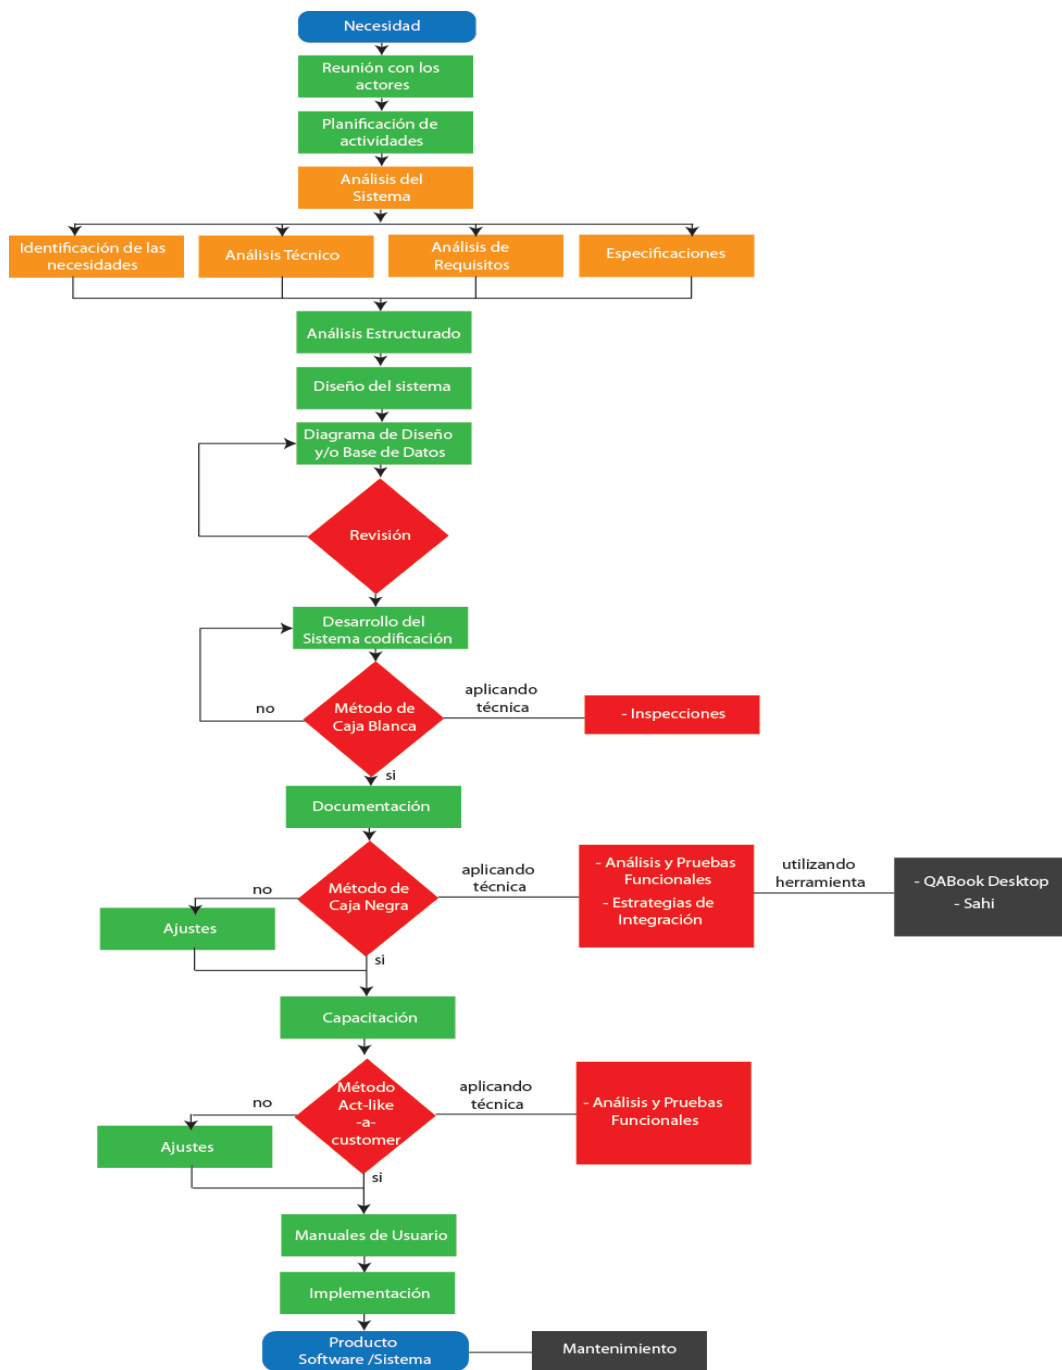 Necesidad
Reunión con los
actores
Planificación de
actividades
Análisis del
Sistema
Identificación de las
necesidades
Análisis Técnico
Análisis de
Requisitos
Especificaciones
Análisis Estructurado
Diseño del sistema
Diagrama de Diseño
y/o Base de Datos
Revisión
Desarrollo del
Sistema codificación
no
Método de
Caja Blanca
aplicando
técnica
- Inspecciones
si
Documentación
no
Método de
Caja Negra
aplicando
técnica
- Análisis y Pruebas
Funcionales
- Estrategias de
Integración
utilizando
herramienta
- QABook Desktop
- Sahi
Ajustes
si
Capacitación
no
Método
Act-like
-a-
customer
aplicando
técnica
- Análisis y Pruebas
Funcionales
Ajustes
si
Manuales de Usuario
Implementación
Producto
Software /Sistema
Mantenimiento